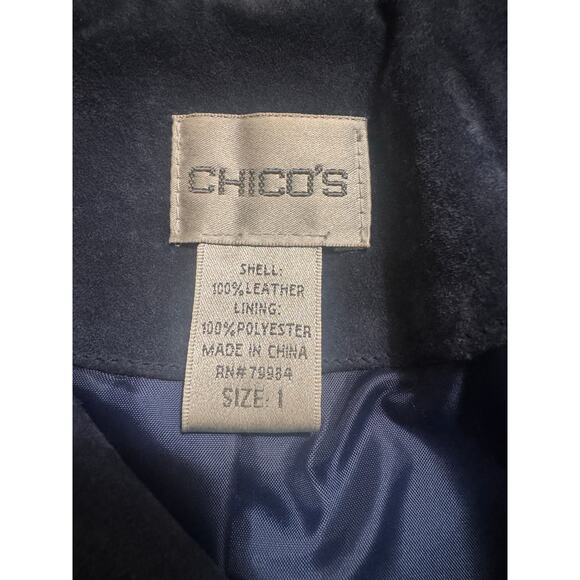 CHICO'S
SHELL:
100% LEATHER
LINING:
100% POLYESTER
MADE IN CHINA
RN# 79984
SIZE: 1